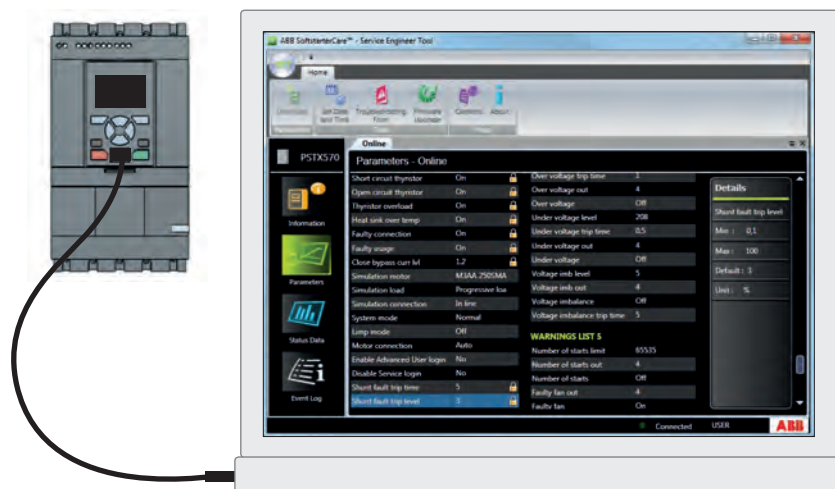 ABB SoftstarterCare™ - Service Engineer Tool
Home
Set Date and Time
Troubleshooting From
Firmware Upgrade
Contents
About
Online
PSTX570
Parameters - Online
Information
Parameters
Status Data
Event Log
Short circuit thyristor On
Open circuit thyristor On
Thyristor overload On
Heat sink over temp On
Faulty connection On
Faulty usage On
Close bypass curr lvl 1.2
Simulation motor M3AA 250SMA
Simulation load Progressive loa
Simulation connection In line
System mode Normal
Limp mode Off
Motor connection Auto
Enable Advanced User login No
Disable Service login No
Shunt fault trip time 5
Shunt fault trip level 3
Over voltage trip time 1
Over voltage out 4
Over voltage Off
Under voltage level 208
Under voltage trip time 0.5
Under voltage out 4
Under voltage Off
Voltage imb level 5
Voltage imb out 4
Voltage imbalance Off
Voltage imbalance trip time 5
WARNINGS LIST 5
Number of starts limit 65535
Number of starts out 4
Number of starts Off
Faulty fan out 4
Faulty fan On
Details
Shunt fault trip level
Min : 0,1
Max : 100
Default : 3
Unit : %
Connected
USER
ABB